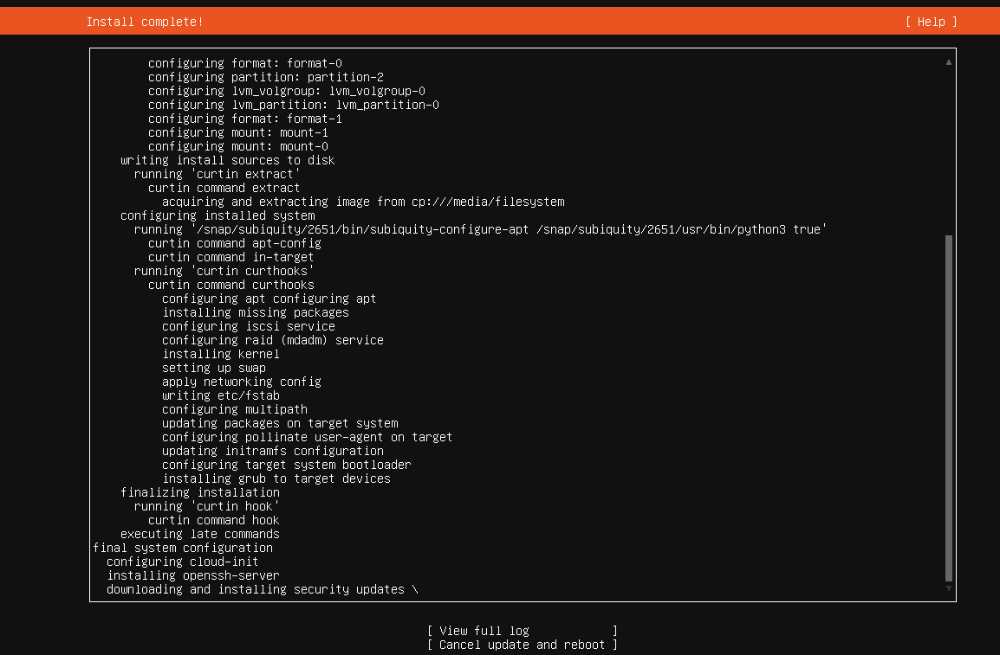 Install complete!
[ Help ]
configuring format: format-0
configuring partition: partition-2
configuring lvm_volgroup: lvm_volgroup-0
configuring lvm_partition: lvm_partition-0
configuring format: format-1
configuring mount: mount-1
configuring mount: mount-0
writing install sources to disk
running 'curtin extract'
curtin command extract
acquiring and extracting image from cp:///media/filesystem
configuring installed system
running '/snap/subiquity/2651/bin/subiquity-configure-apt /snap/subiquity/2651/usr/bin/python3 true'
curtin command apt-config
curtin command in-target
running 'curtin curthooks'
curtin command curthooks
configuring apt configuring apt
installing missing packages
configuring iscsi service
configuring raid (mdadm) service
installing kernel
setting up swap
apply networking config
writing etc/fstab
configuring multipath
updating packages on target system
configuring pollinate user-agent on target
updating initramfs configuration
configuring target system bootloader
installing grub to target devices
finalizing installation
running 'curtin hook'
curtin command hook
executing late commands
final system configuration
configuring cloud-init
installing openssh-server
downloading and installing security updates \
[ View full log ]
[ Cancel update and reboot ]